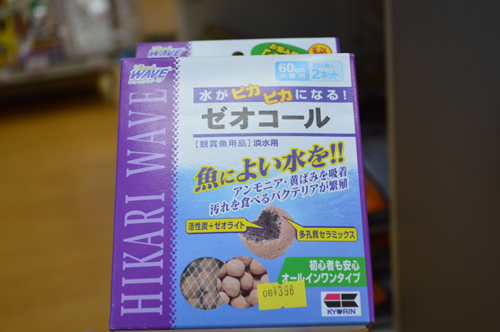 WAVE
WAVE
60cm
2ネット
水がピカピカになる!
ゼオコール
[観賞魚用品] 淡水用
魚によい水を!!
アンモニア・黄ばみを吸着
汚れを食べるバクテリアが繁殖
活性炭+ゼオライト
多孔質セラミックス
初心者も安心
オールインワンタイプ
HIKARI WAVE
KYORIN